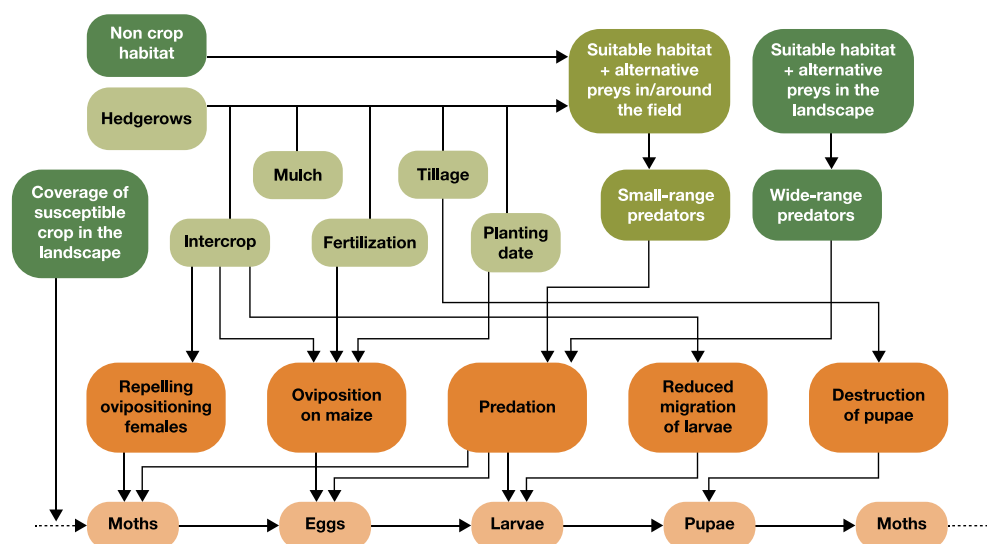 Non crop
habitat
Suitable habitat
+ alternative
preys in/around
the field
Suitable habitat
+ alternative
preys in the
landscape
Hedgerows
Mulch
Tillage
Coverage of
susceptible
crop in the
landscape
Small-range
predators
Wide-range
predators
Intercrop
Fertilization
Planting
date
Repelling
ovipositioning
females
Oviposition
on maize
Predation
Reduced
migration
of larvae
Destruction
of pupae
Moths
Eggs
Larvae
Pupae
Moths